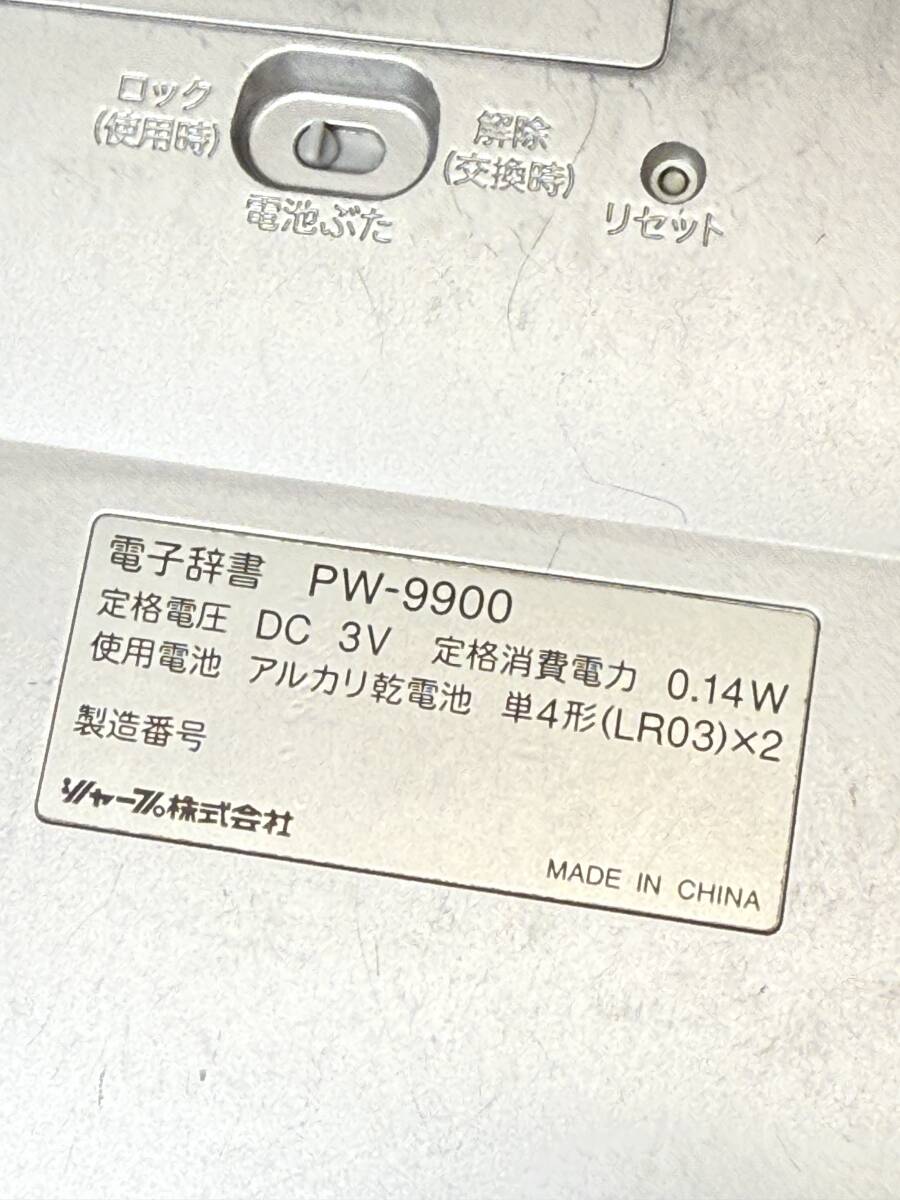 ロック
(使用時)
解除
(交換時)
電池ぶた
リセット
電子辞書 PW-9900
定格電圧 DC 3V 定格消費電力 0.14W
使用電池 アルカリ乾電池 単4形(LR03)×2
製造番号
シャープ株式会社
MADE IN CHINA